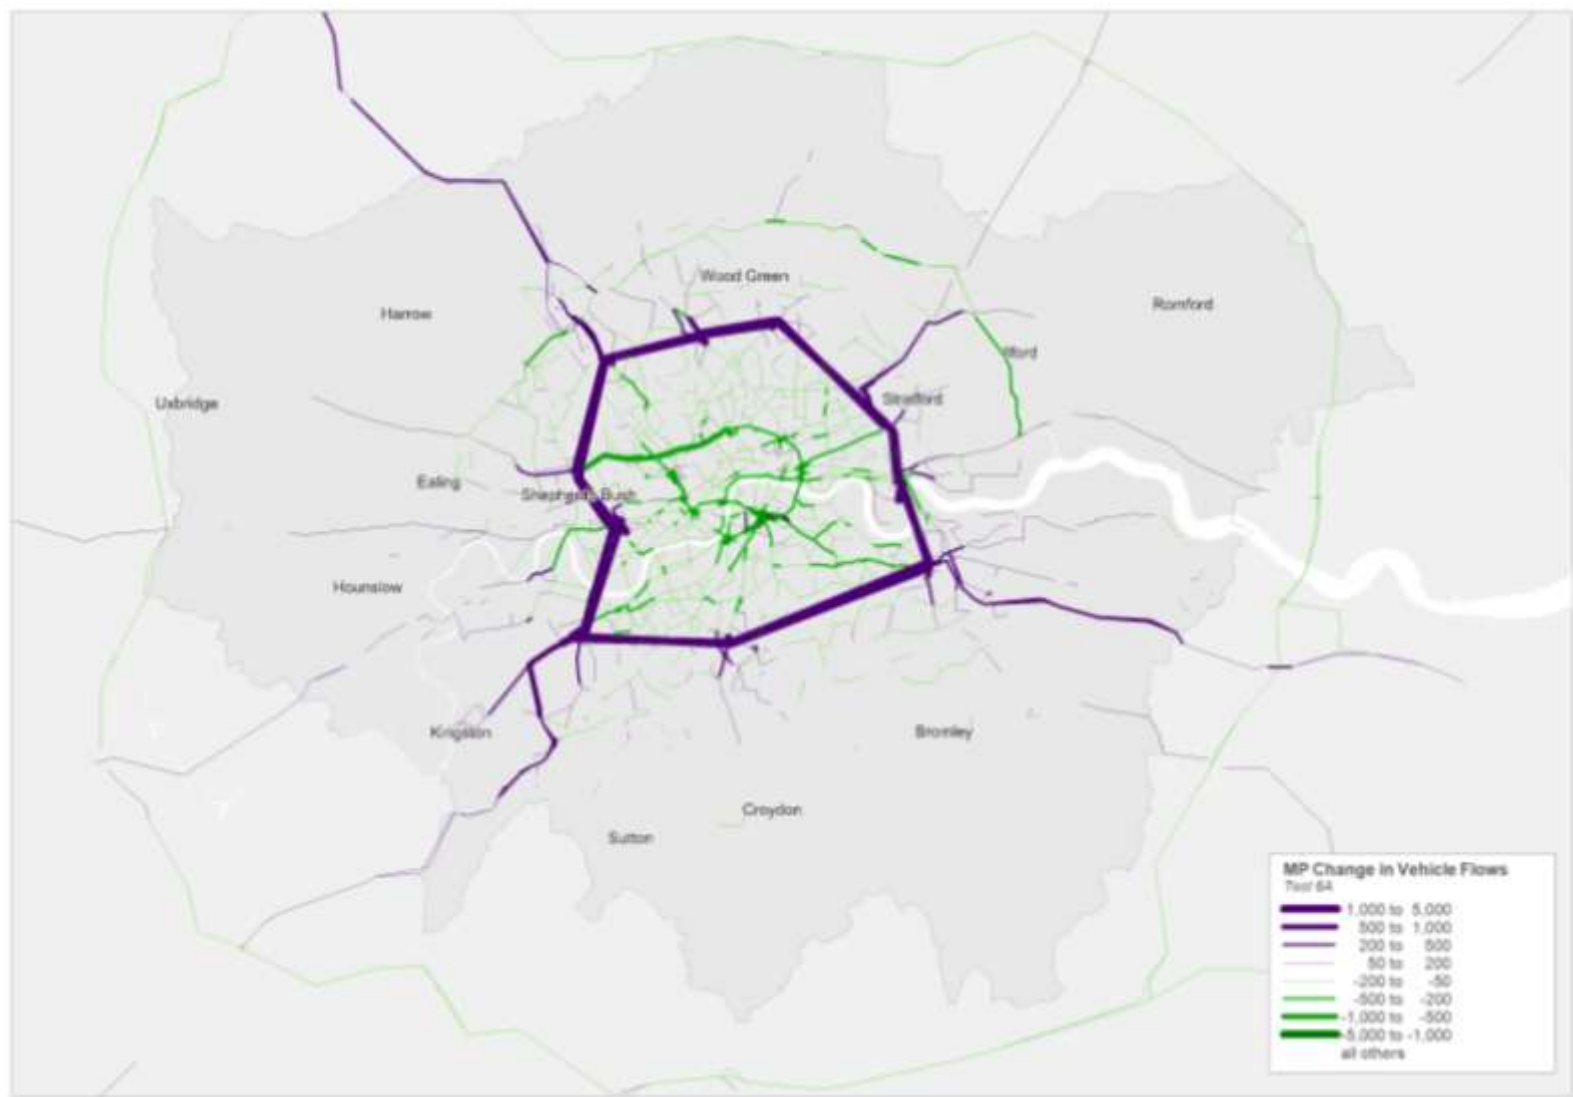 Wood Green
Harrow
Romford
Ilford
Uxbridge
Stratford
Ealing
Shepherds Bush
Hounslow
Kingston
Bromley
Croydon
Sutton
MP Change in Vehicle Flows
Test 64
1,000 to 5,000
500 to 1,000
200 to 500
50 to 200
-200 to -50
-500 to -200
-1,000 to -500
-5,000 to -1,000
all others